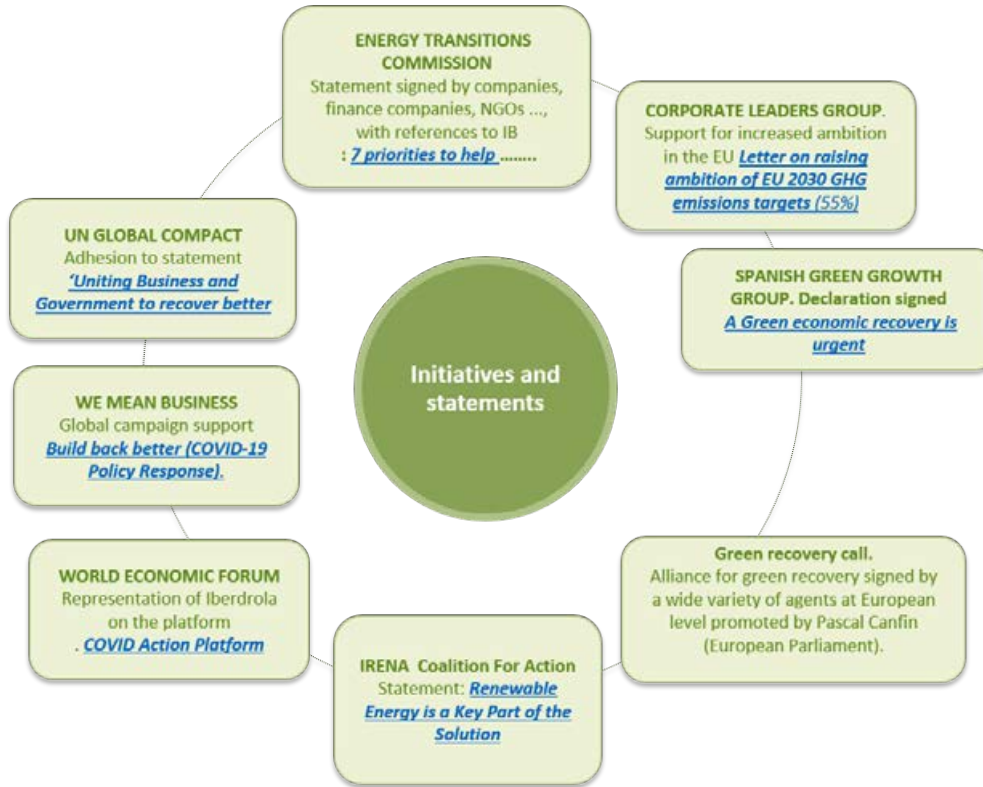 ENERGY TRANSITIONS
COMMISSION
Statement signed by companies,
finance companies, NGOs ...,
with references to IB
: 7 priorities to help ........
CORPORATE LEADERS GROUP.
Support for increased ambition
in the EU Letter on raising
ambition of EU 2030 GHG
emissions targets (55%)
UN GLOBAL COMPACT
Adhesion to statement
‘Uniting Business and
Government to recover better
SPANISH GREEN GROWTH
GROUP. Declaration signed
A Green economic recovery is
urgent
Initiatives and
statements
WE MEAN BUSINESS
Global campaign support
Build back better (COVID-19
Policy Response).
WORLD ECONOMIC FORUM
Representation of Iberdrola
on the platform
. COVID Action Platform
Green recovery call.
Alliance for green recovery signed by
a wide variety of agents at European
level promoted by Pascal Canfin
(European Parliament).
IRENA Coalition For Action
Statement: Renewable
Energy is a Key Part of the
Solution